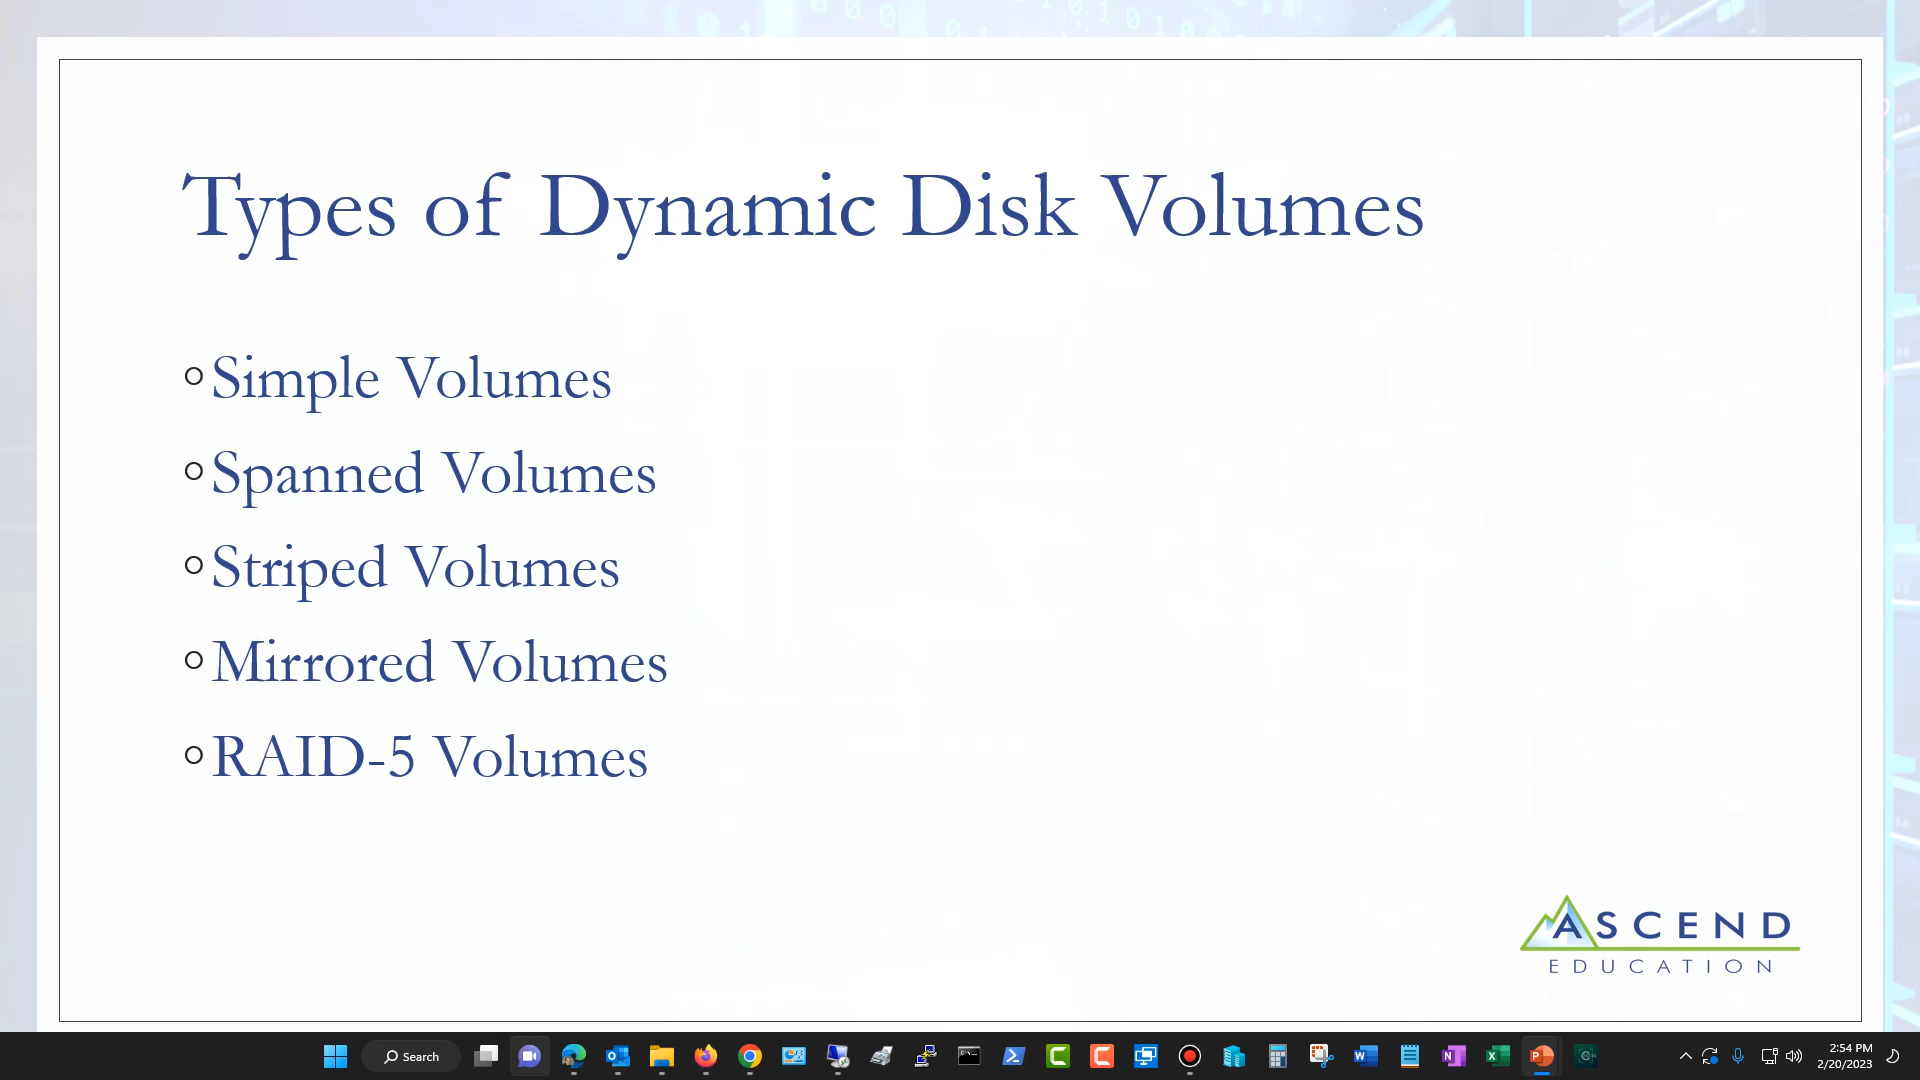 Types of Dynamic Disk Volumes
Simple Volumes
Spanned Volumes
Striped Volumes
Mirrored Volumes
RAID-5 Volumes
ASCEND
EDUCATION
Search
2:54 PM
2/20/2023